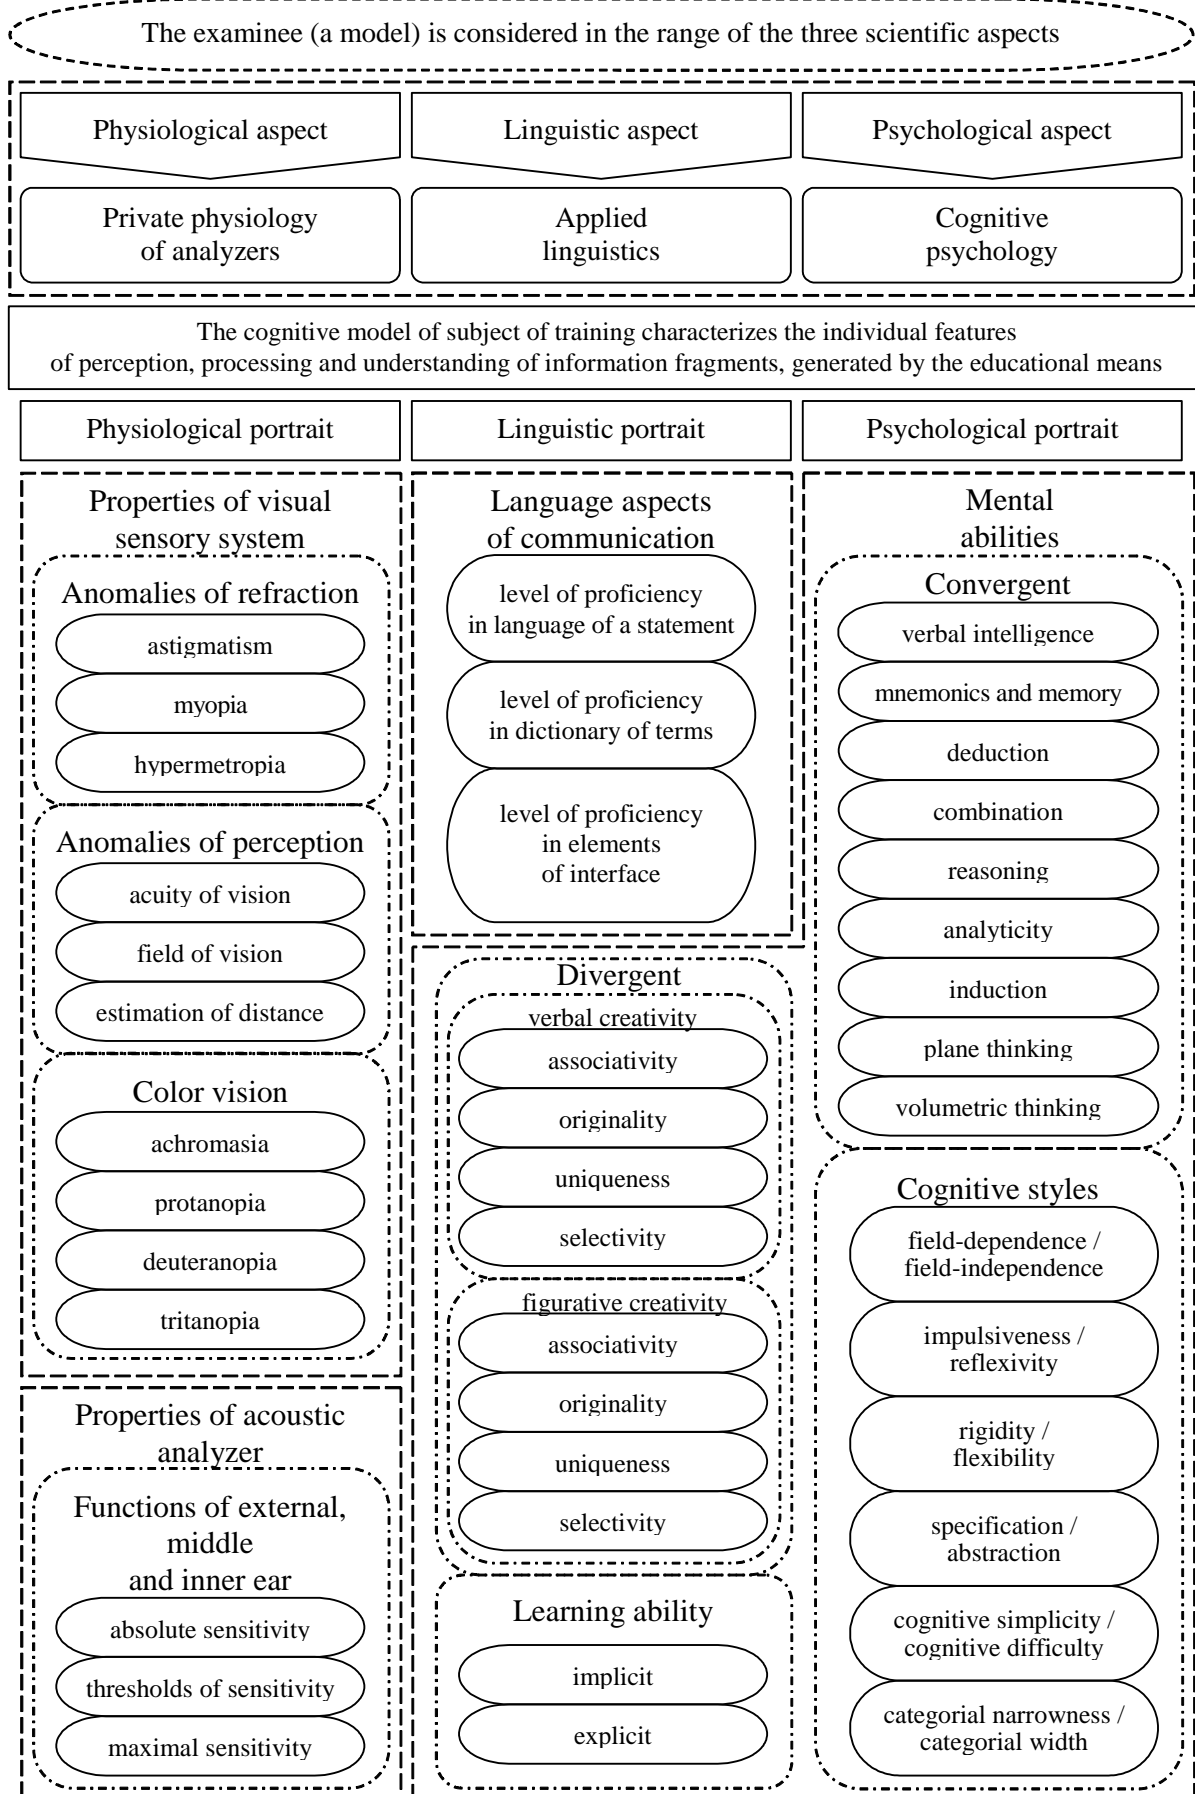 The examinee (a model) is considered in the range of the three scientific aspects
Physiological aspect
Linguistic aspect
Psychological aspect
Private physiology
of analyzers
Applied
linguistics
Cognitive
psychology
The cognitive model of subject of training characterizes the individual features
of perception, processing and understanding of information fragments, generated by the educational means
Physiological portrait
Linguistic portrait
Psychological portrait
Properties of visual
sensory system
Anomalies of refraction
astigmatism
myopia
hypermetropia
Anomalies of perception
acuity of vision
field of vision
estimation of distance
Color vision
achromasia
protanopia
deuteranopia
tritanopia
Properties of acoustic
analyzer
Functions of external,
middle
and inner ear
absolute sensitivity
thresholds of sensitivity
maximal sensitivity
Language aspects
of communication
level of proficiency
in language of a statement
level of proficiency
in dictionary of terms
level of proficiency
in elements
of interface
Divergent
verbal creativity
associativity
originality
uniqueness
selectivity
figurative creativity
associativity
originality
uniqueness
selectivity
Learning ability
implicit
explicit
Mental
abilities
Convergent
verbal intelligence
mnemonics and memory
deduction
combination
reasoning
analyticity
induction
plane thinking
volumetric thinking
Cognitive styles
field-dependence /
field-independence
impulsiveness /
reflexivity
rigidity /
flexibility
specification /
abstraction
cognitive simplicity /
cognitive difficulty
categorial narrowness /
categorial width